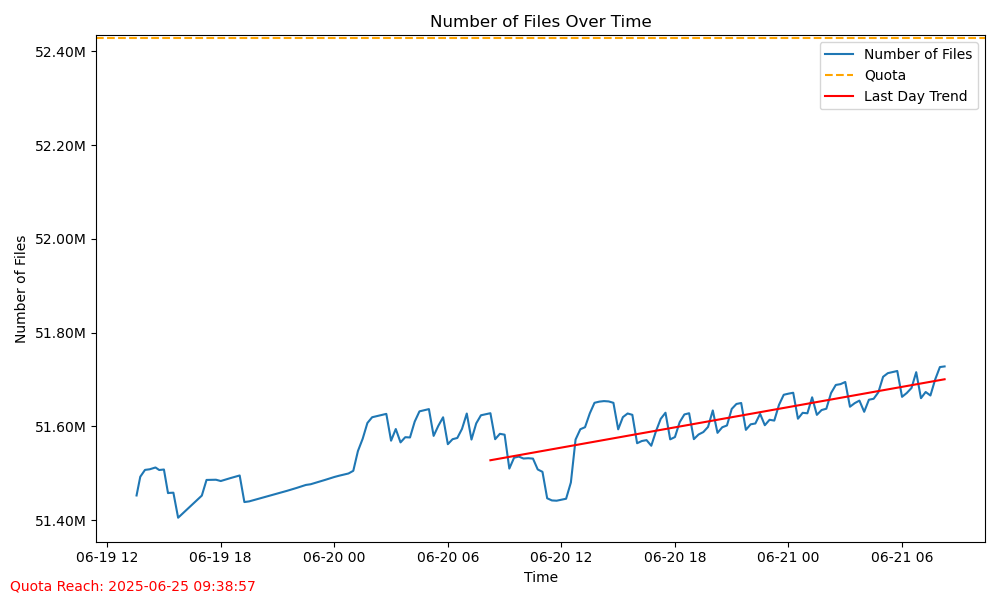 Number of Files Over Time
Number of Files
Quota
Last Day Trend
52.40M
52.20M
52.00M
51.80M
51.60M
51.40M
Number of Files
06-19 12
06-19 18
06-20 00
06-20 06
06-20 12
06-20 18
06-21 00
06-21 06
Time
Quota Reach: 2025-06-25 09:38:57